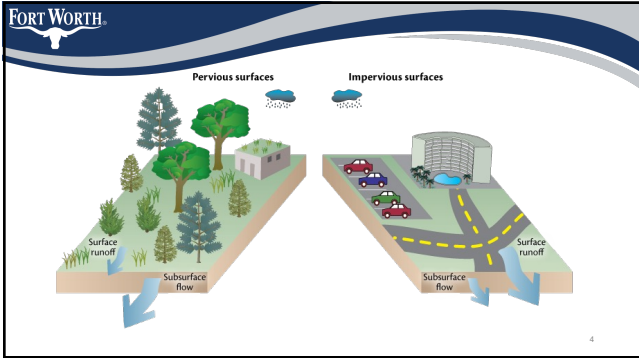 FORT WORTH®
Pervious surfaces
Impervious surfaces
Surface
runoff
Subsurface
flow
Subsurface
flow
Surface
runoff
4